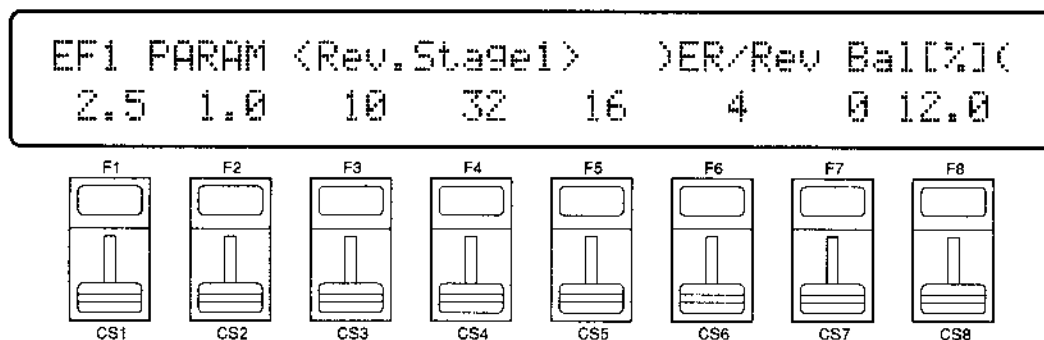 EF1 PARAM <Rev.Stage1> )ER/Rev Bal[%](
2.5 1.0 10 32 16 4 0 12.0
F1 F2 F3 F4 F5 F6 F7 F8
CS1 CS2 CS3 CS4 CS5 CS6 CS7 CS8